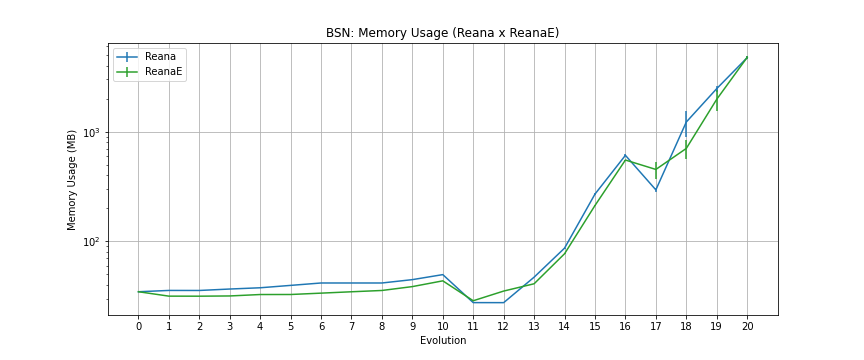 BSN: Memory Usage (Reana x ReanaE)
Reana
ReanaE
Memory Usage (MB)
10³
10²
0 1 2 3 4 5 6 7 8 9 10 11 12 13 14 15 16 17 18 19 20
Evolution